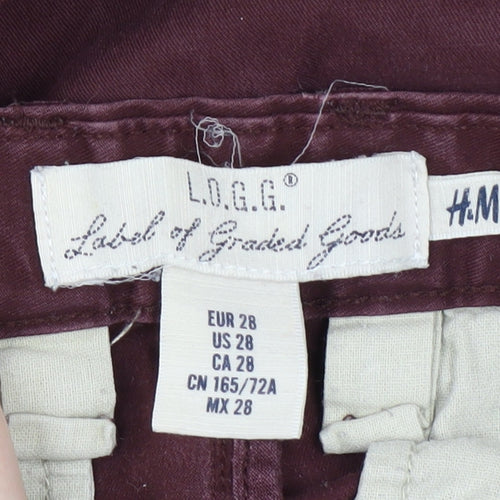 L.O.G.G.®
Label of Graded Goods
H&M
EUR 28
US 28
CA 28
CN 165/72A
MX 28